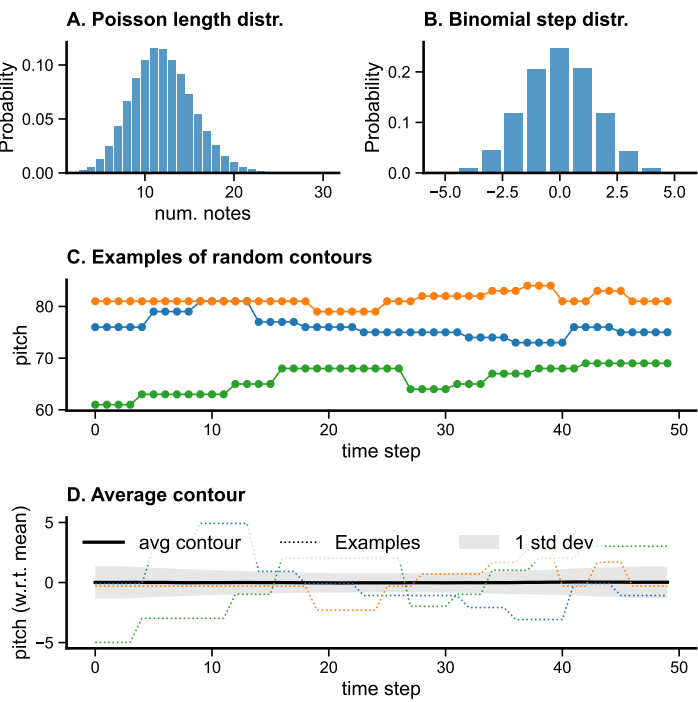 A. Poisson length distr.
B. Binomial step distr.
Probability
0.10
0.05
0.00
10
20
30
num. notes
Probability
0.2
0.1
0.0
−5.0
−2.5
0.0
2.5
5.0
C. Examples of random contours
pitch
80
70
60
0
10
20
30
40
50
time step
D. Average contour
pitch (w.r.t. mean)
5
0
−5
avg contour
Examples
1 std dev
0
10
20
30
40
50
time step